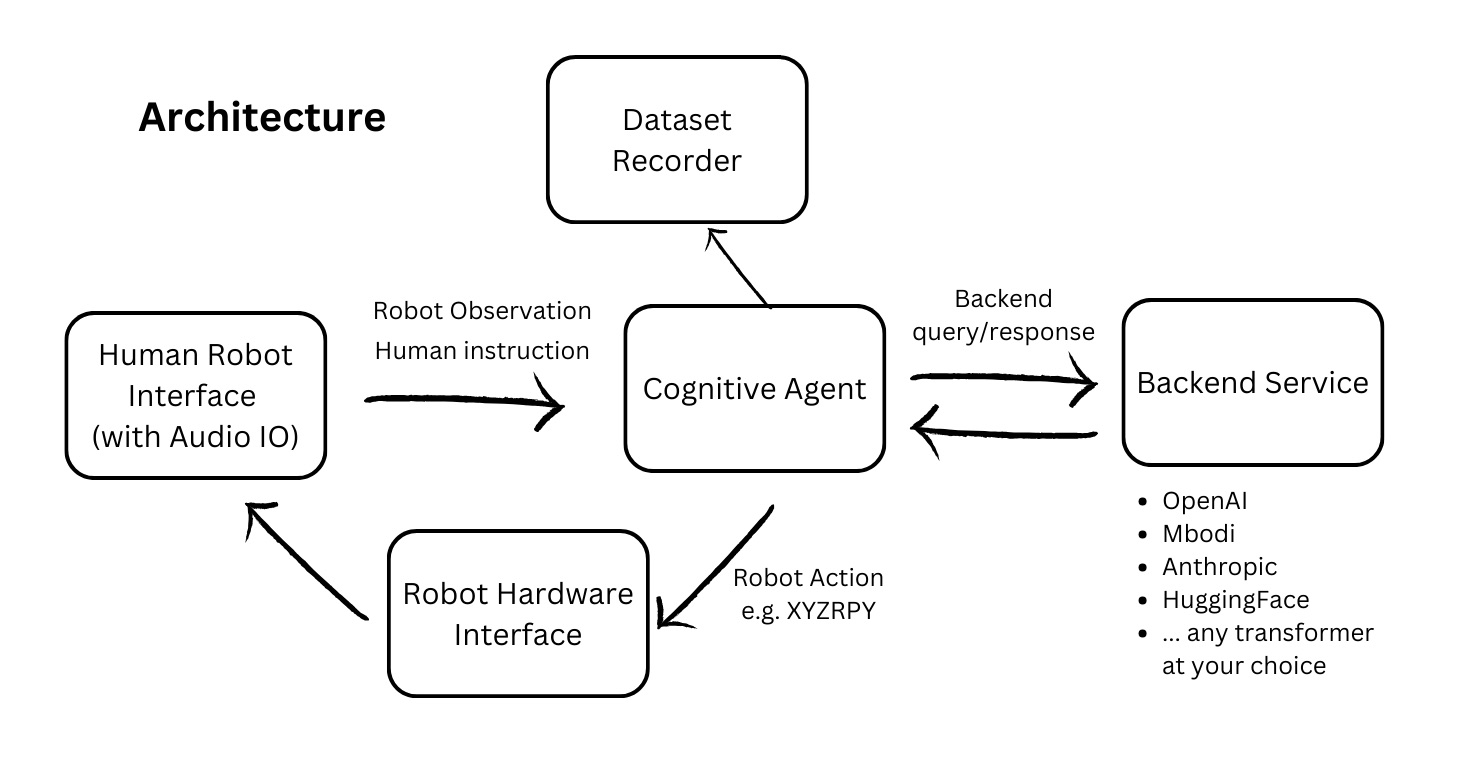 Architecture
Dataset
Recorder
Human Robot
Interface
(with Audio IO)
Robot Observation
Human instruction
Cognitive Agent
Backend
query/response
Backend Service
• OpenAI
• Mbodi
• Anthropic
• HuggingFace
• ... any transformer
at your choice
Robot Action
e.g. XYZRPY
Robot Hardware
Interface